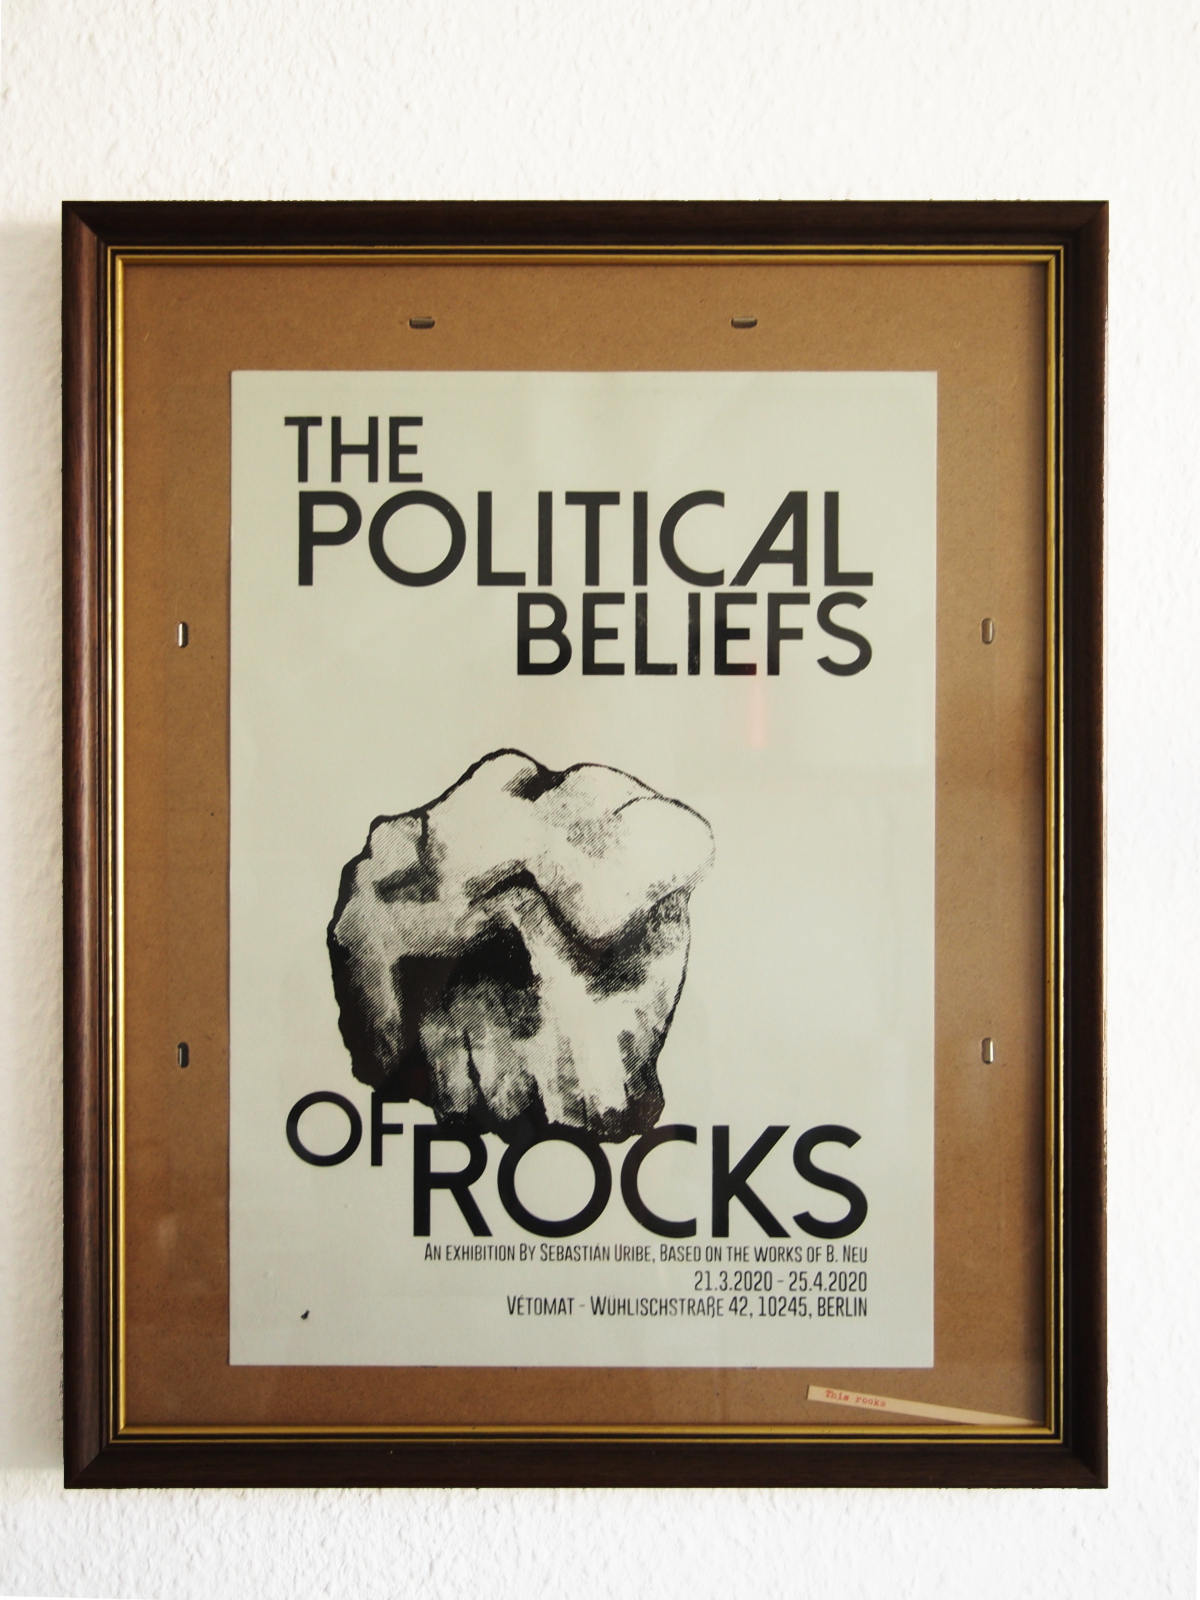 THE
POLITICAL
BELIEFS
OF ROCKS
AN EXHIBITION BY SEBASTIÁN URIBE, BASED ON THE WORKS OF B. NEU
21.3.2020 - 25.4.2020
VÉTOMAT - WÜHLISCHSTRAßE 42, 10245, BERLIN
This rocks